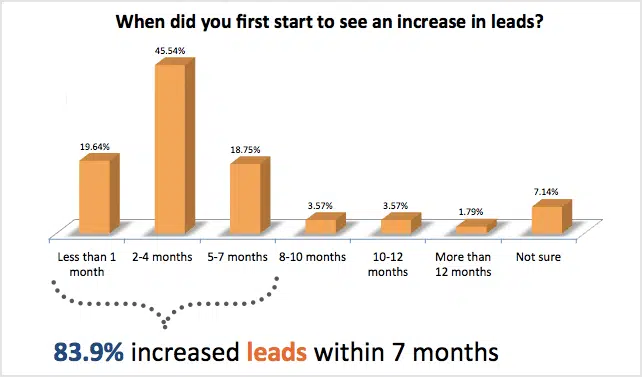 When did you first start to see an increase in leads?
45.54%
19.64%
18.75%
3.57%
3.57%
1.79%
7.14%
Less than 1
month
2-4 months
5-7 months
8-10 months
10-12
months
More than
12 months
Not sure
83.9% increased leads within 7 months